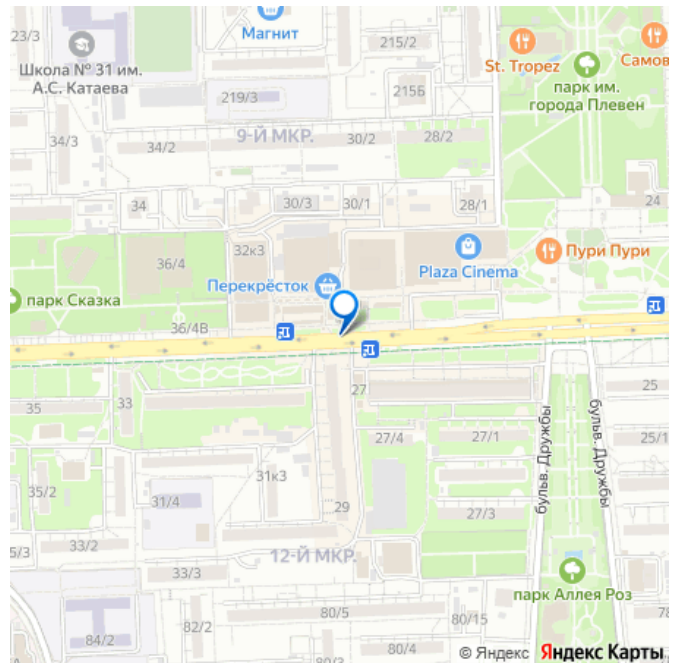 23/3
Магнит
215/2
St. Tropez
Самов
Школа № 31 им.
А.С. Катаева
парк им.
города Плевен
219/3
215б
9-Й МКР.
34/3
34/2
30/2
28/2
34
30/3
30/1
28/1
24
32к3
36/4
Пури Пури
Plaza Cinema
Перекрёсток
парк Сказка
36/4В
35
33
27
25
бульв. Дружбы
бульв. Дружбы
27/4
27/1
25/1
31к3
35/2
31/4
29
27/3
5/3
33/2
12-Й МКР.
33/3
парк Аллея Роз
80/5
80/15
78
82/2
84/2
80/4
© Яндекс Яндекс Карты